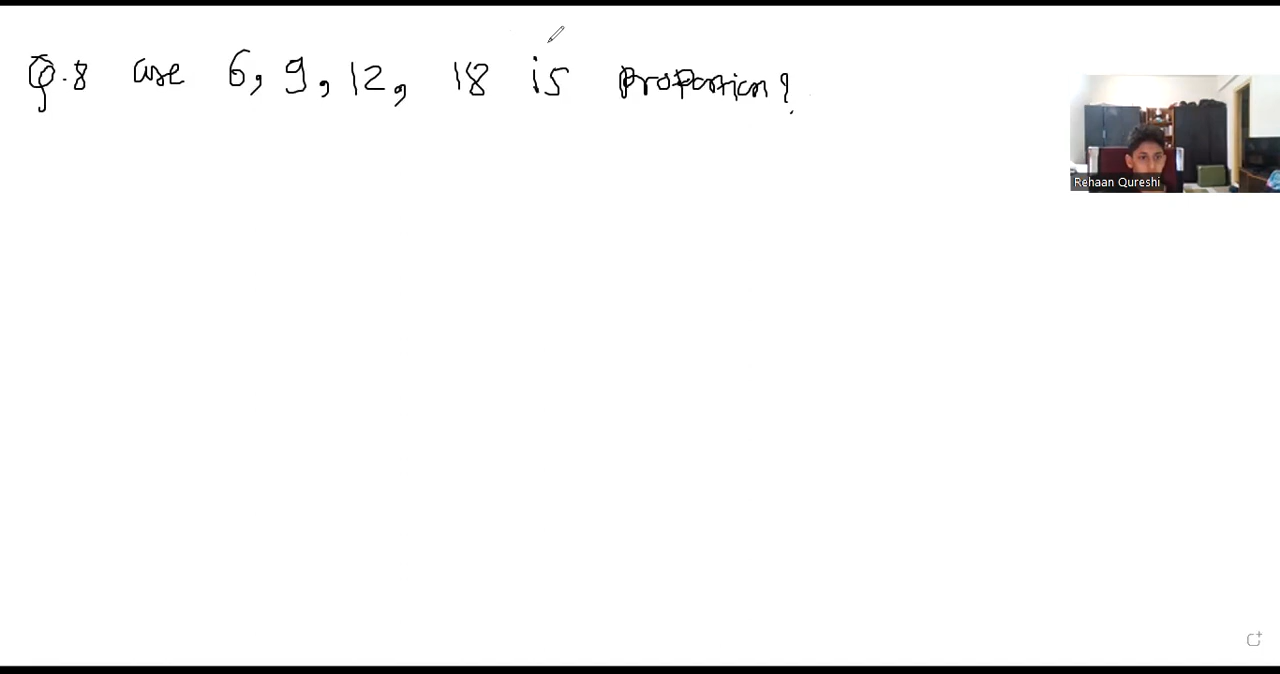 Q.8 are 6, 9, 12, 18 is proportion?
Rehaan Qureshi